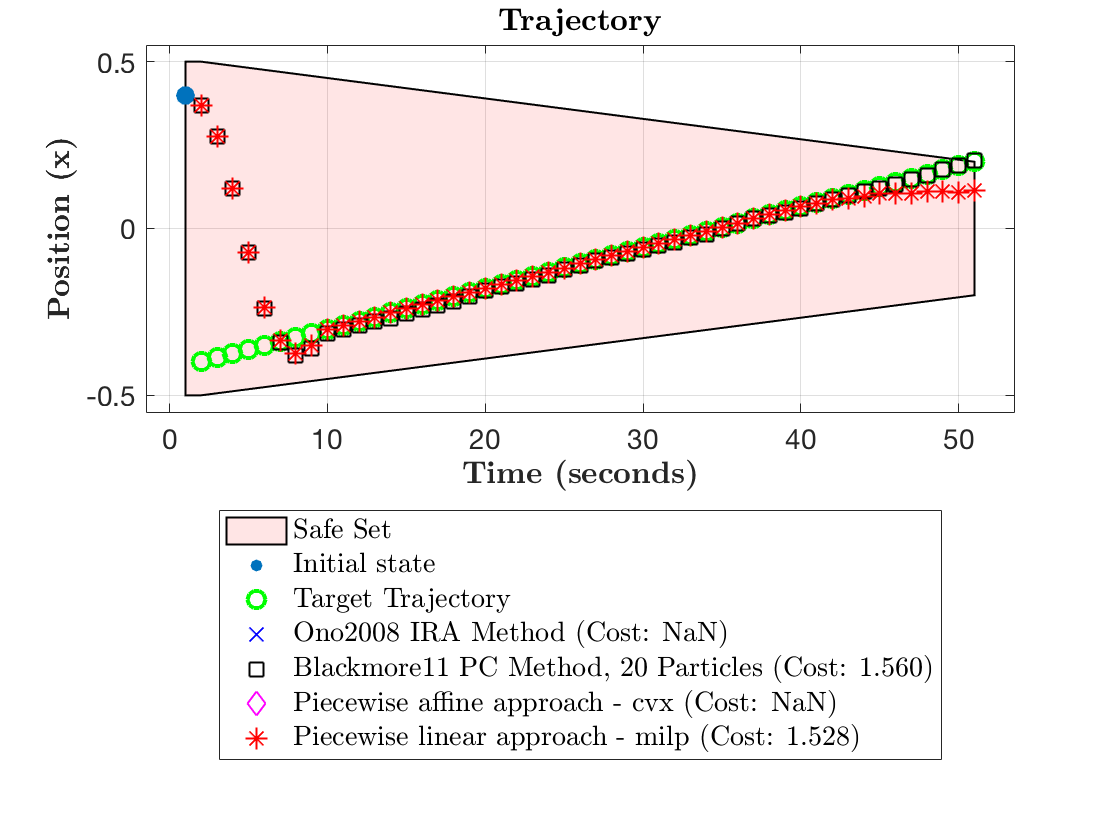 Trajectory
0.5
0
-0.5
Position (x)
0 10 20 30 40 50
Time (seconds)
Safe Set
Initial state
Target Trajectory
Ono2008 IRA Method (Cost: NaN)
Blackmore11 PC Method, 20 Particles (Cost: 1.560)
Piecewise affine approach - cvx (Cost: NaN)
Piecewise linear approach - milp (Cost: 1.528)